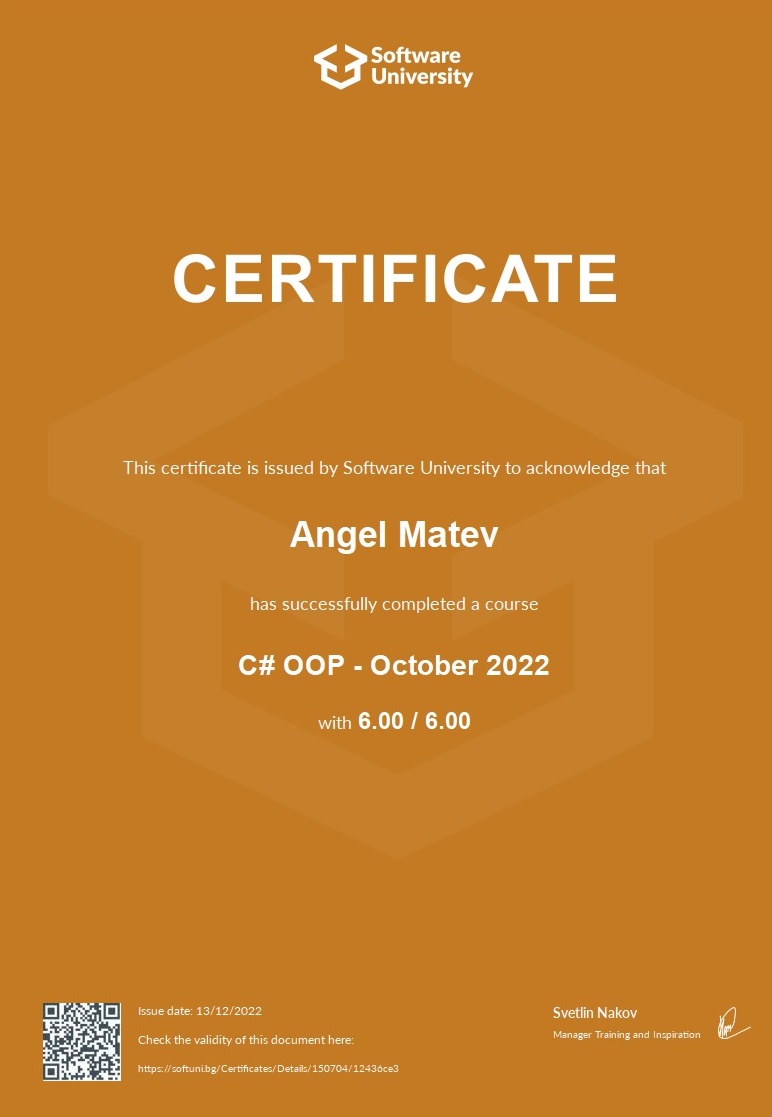 Software
University
CERTIFICATE
This certificate is issued by Software University to acknowledge that
Angel Matev
has successfully completed a course
C# OOP - October 2022
with 6.00 / 6.00
Issue date: 13/12/2022
Check the validity of this document here:
https://softuni.bg/Certificates/Details/150704/12436ce3
Svetlin Nakov
Manager Training and Inspiration